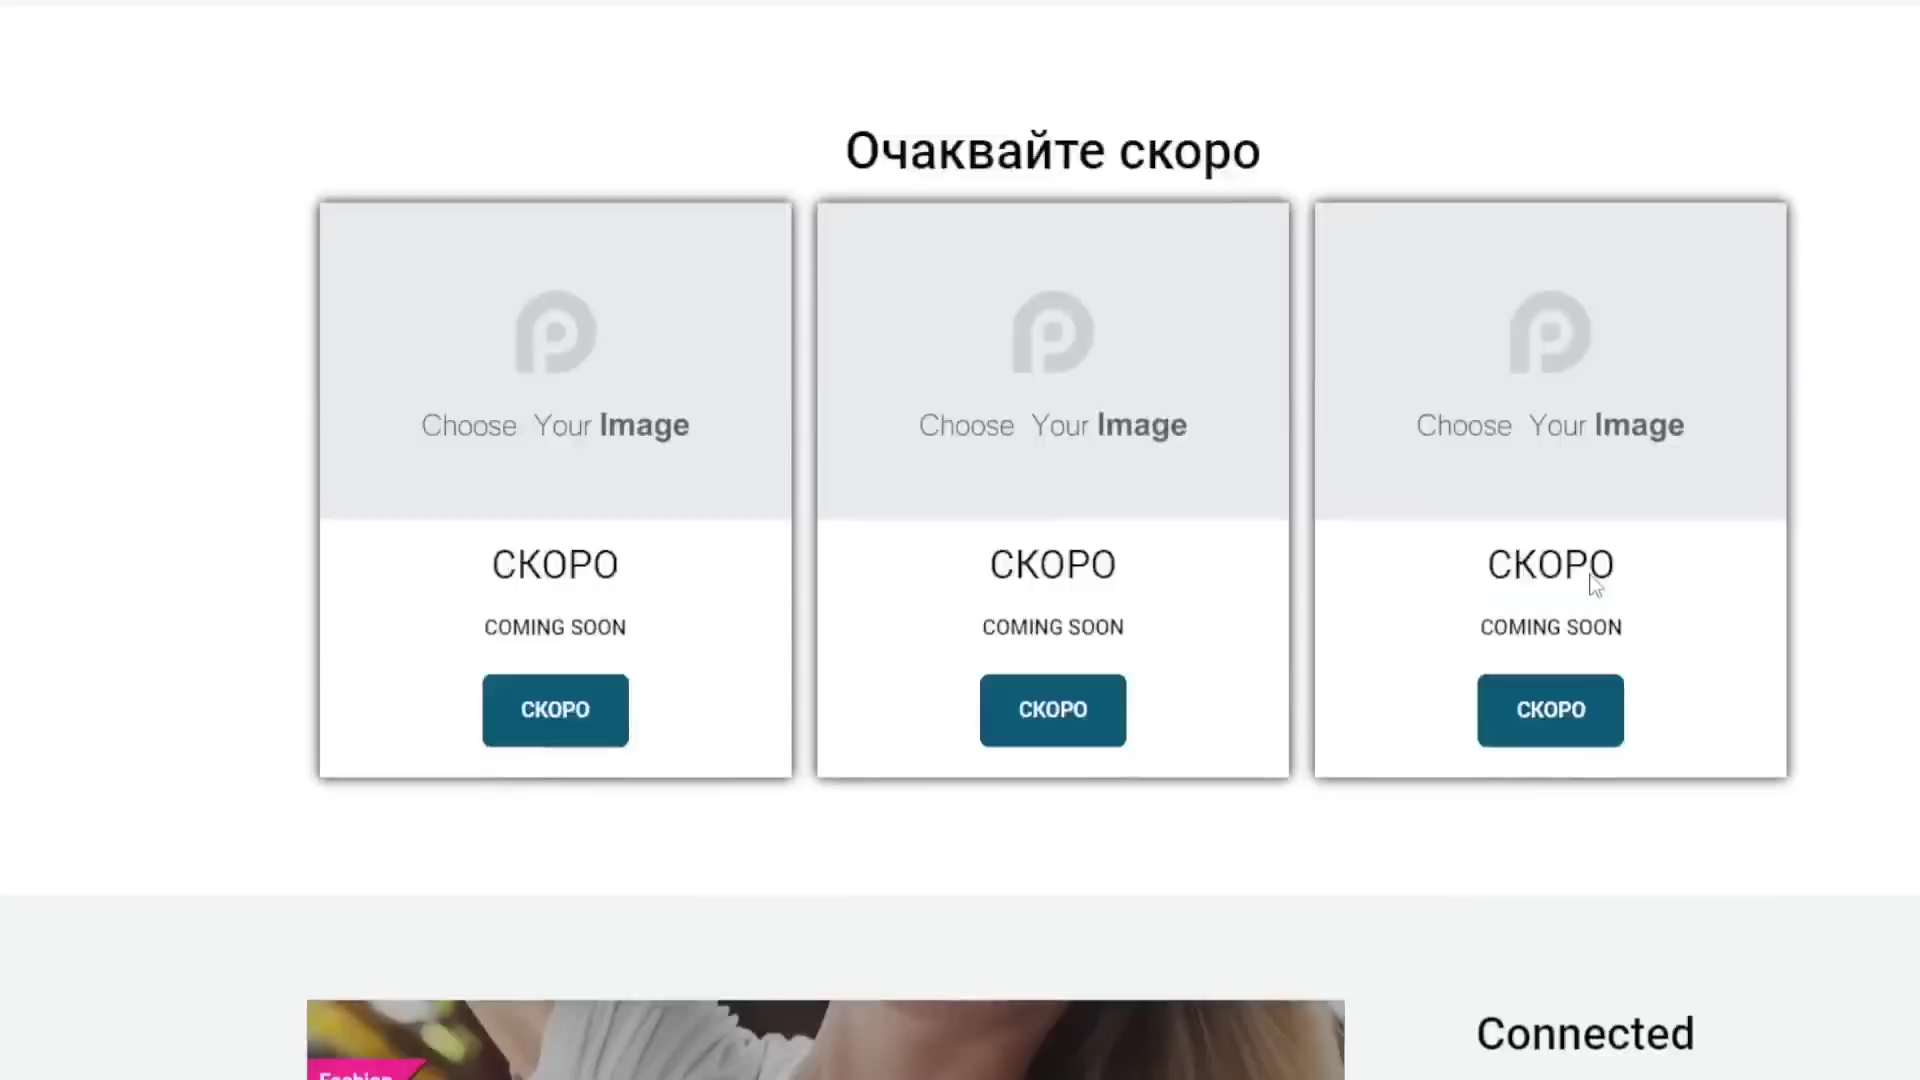 Очаквайте скоро
Choose Your Image
Choose Your Image
Choose Your Image
СКОРО
СКОРО
СКОРО
COMING SOON
COMING SOON
COMING SOON
СКОРО
СКОРО
СКОРО
Connected
Fashion